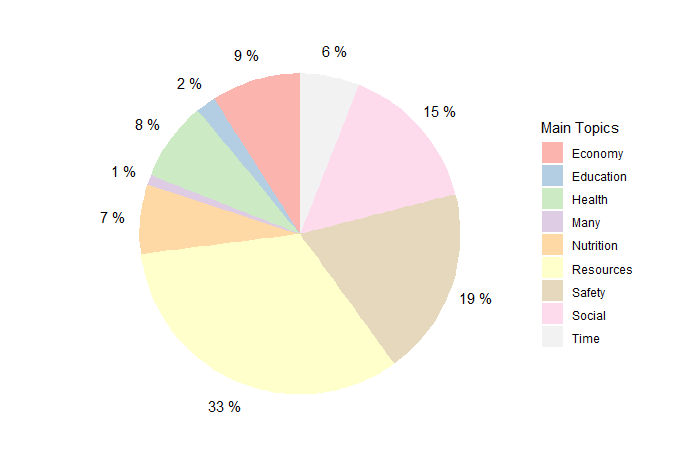 6 %
9 %
2 %
15 %
8 %
Main Topics
Economy
1 %
Education
Health
7 %
Many
Nutrition
Resources
Safety
19 %
Social
Time
33 %